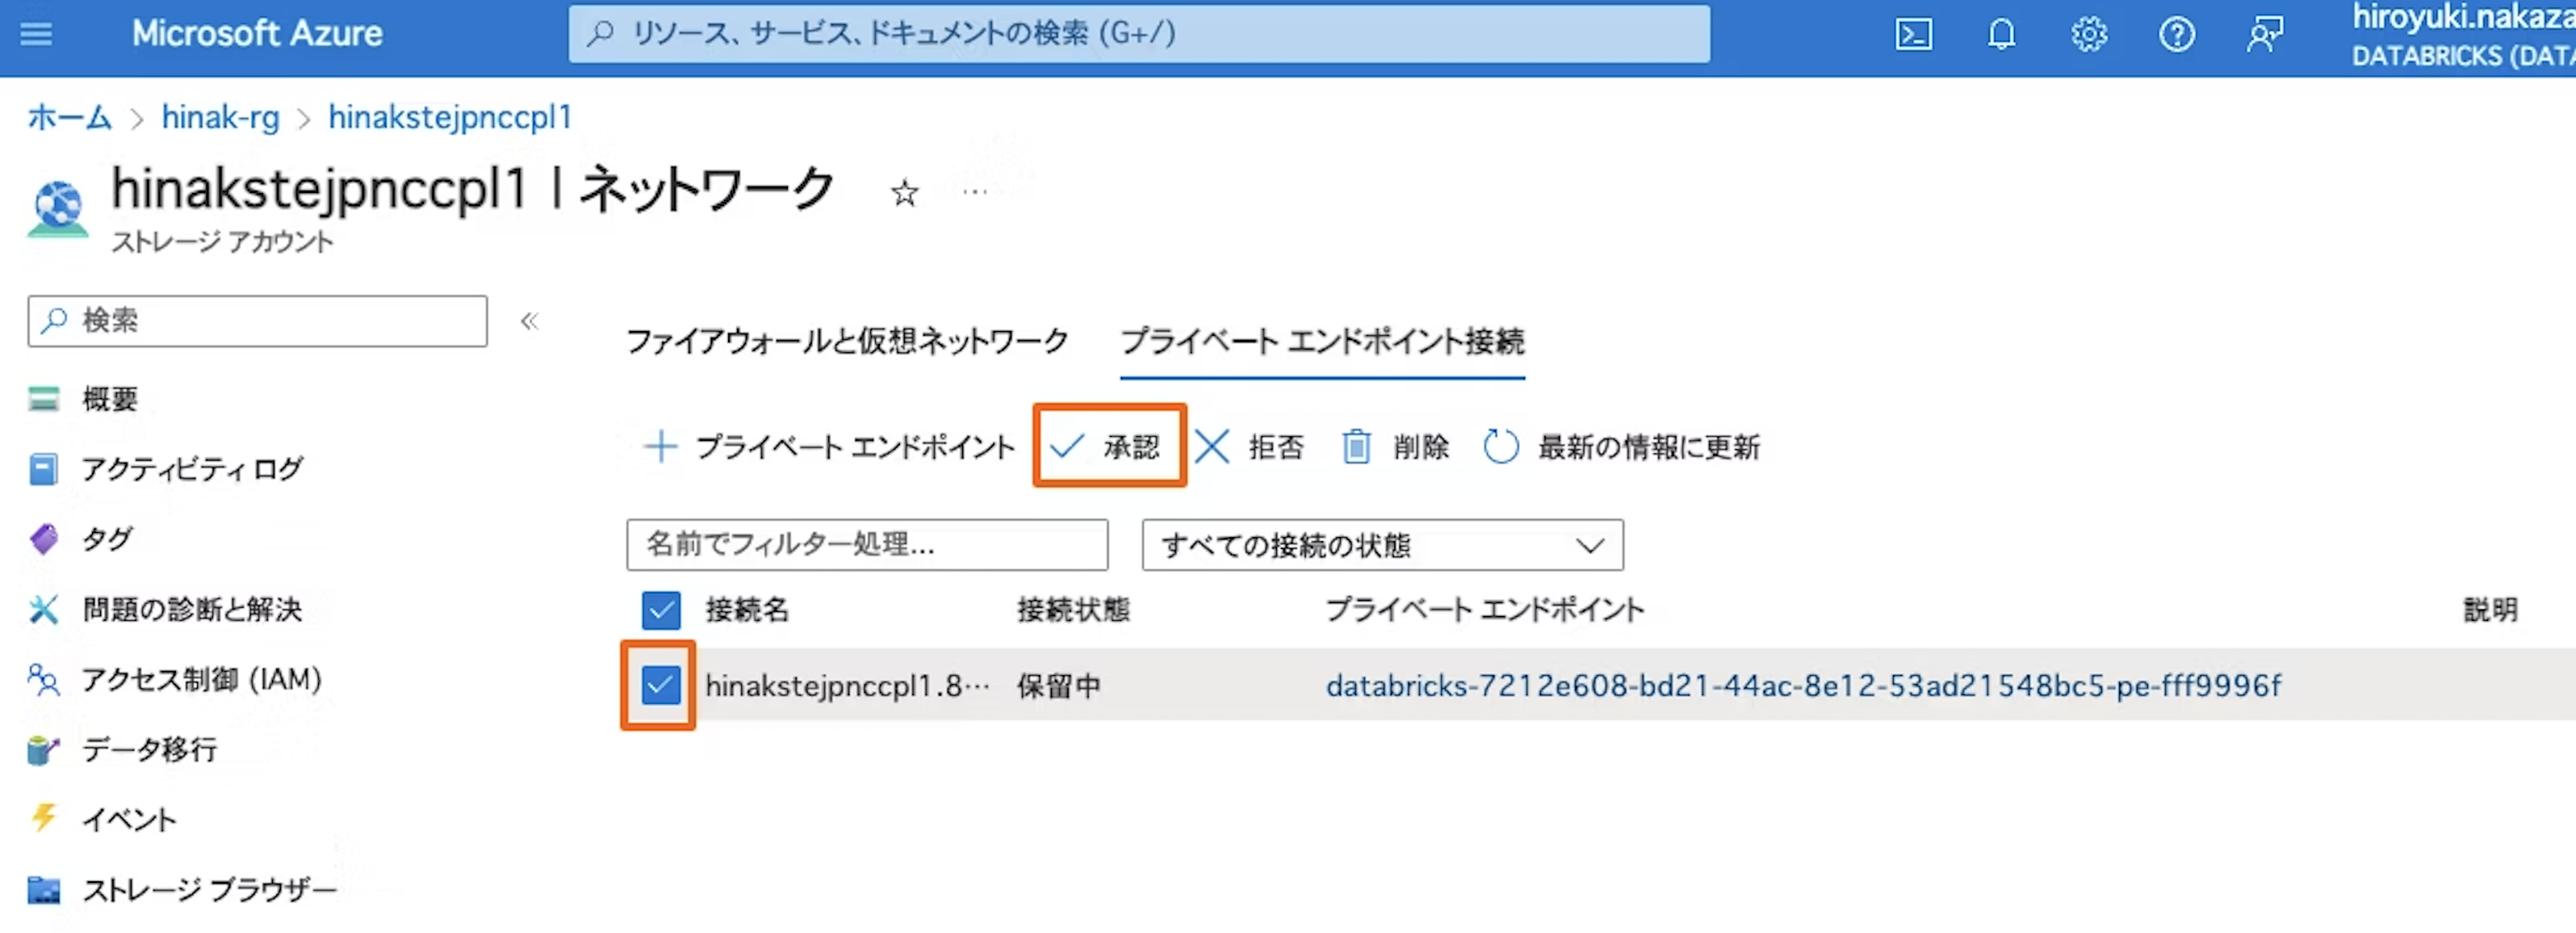 Microsoft Azure
リソース、サービス、ドキュメントの検索 (G+/)
hiroyuki.nakaza
DATABRICKS (DATA
ホーム > hinak-rg > hinakstejpnccpl1
hinakstejpnccpl1 | ネットワーク ☆ …
ストレージ アカウント
検索
«
概要
アクティビティ ログ
タグ
問題の診断と解決
アクセス制御 (IAM)
データ移行
イベント
ストレージ ブラウザー
ファイアウォールと仮想ネットワーク プライベート エンドポイント接続
プライベート エンドポイント 承認 拒否 削除 最新の情報に更新
名前でフィルター処理... すべての接続の状態
接続名 接続状態 プライベート エンドポイント 説明
hinakstejpnccpl1.8… 保留中 databricks-7212e608-bd21-44ac-8e12-53ad21548bc5-pe-fff9996f